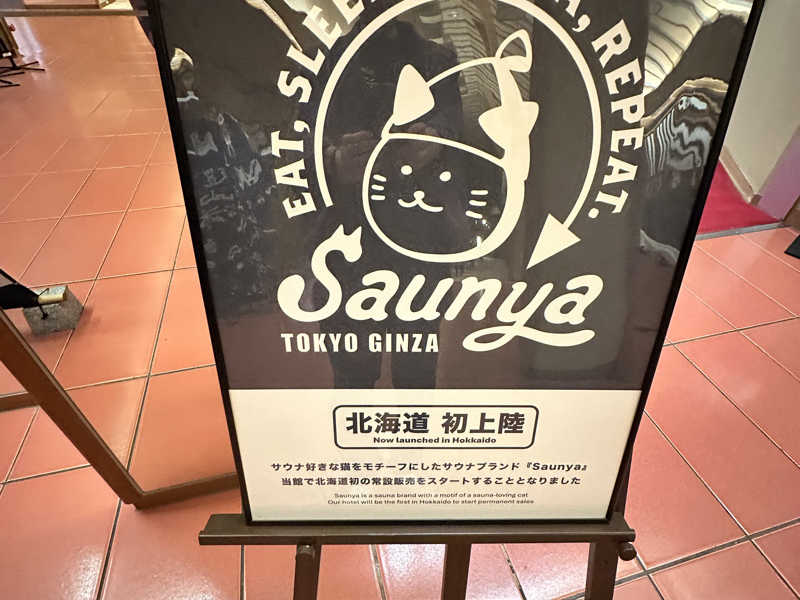 EAT, SLEEP, SAUNA, REPEAT.
Saunya
TOKYO GINZA
北海道 初上陸
Now launched in Hokkaido
サウナ好きな猫をモチーフにしたサウナブランド『Saunya』
当館で北海道初の常設販売をスタートすることとなりました
Saunya is a sauna brand with a motif of a sauna-loving cat
Our hotel will be the first in Hokkaido to start permanent sales